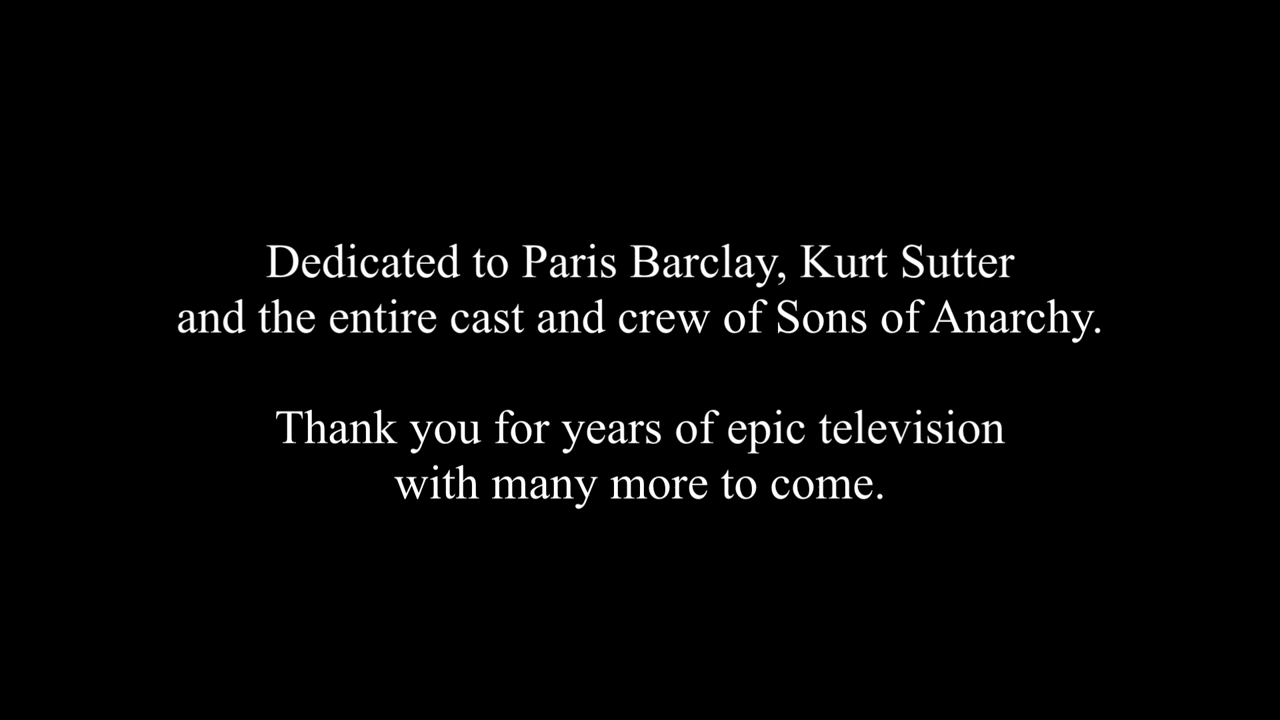 Dedicated to Paris Barclay, Kurt Sutter
and the entire cast and crew of Sons of Anarchy.
Thank you for years of epic television
with many more to come.